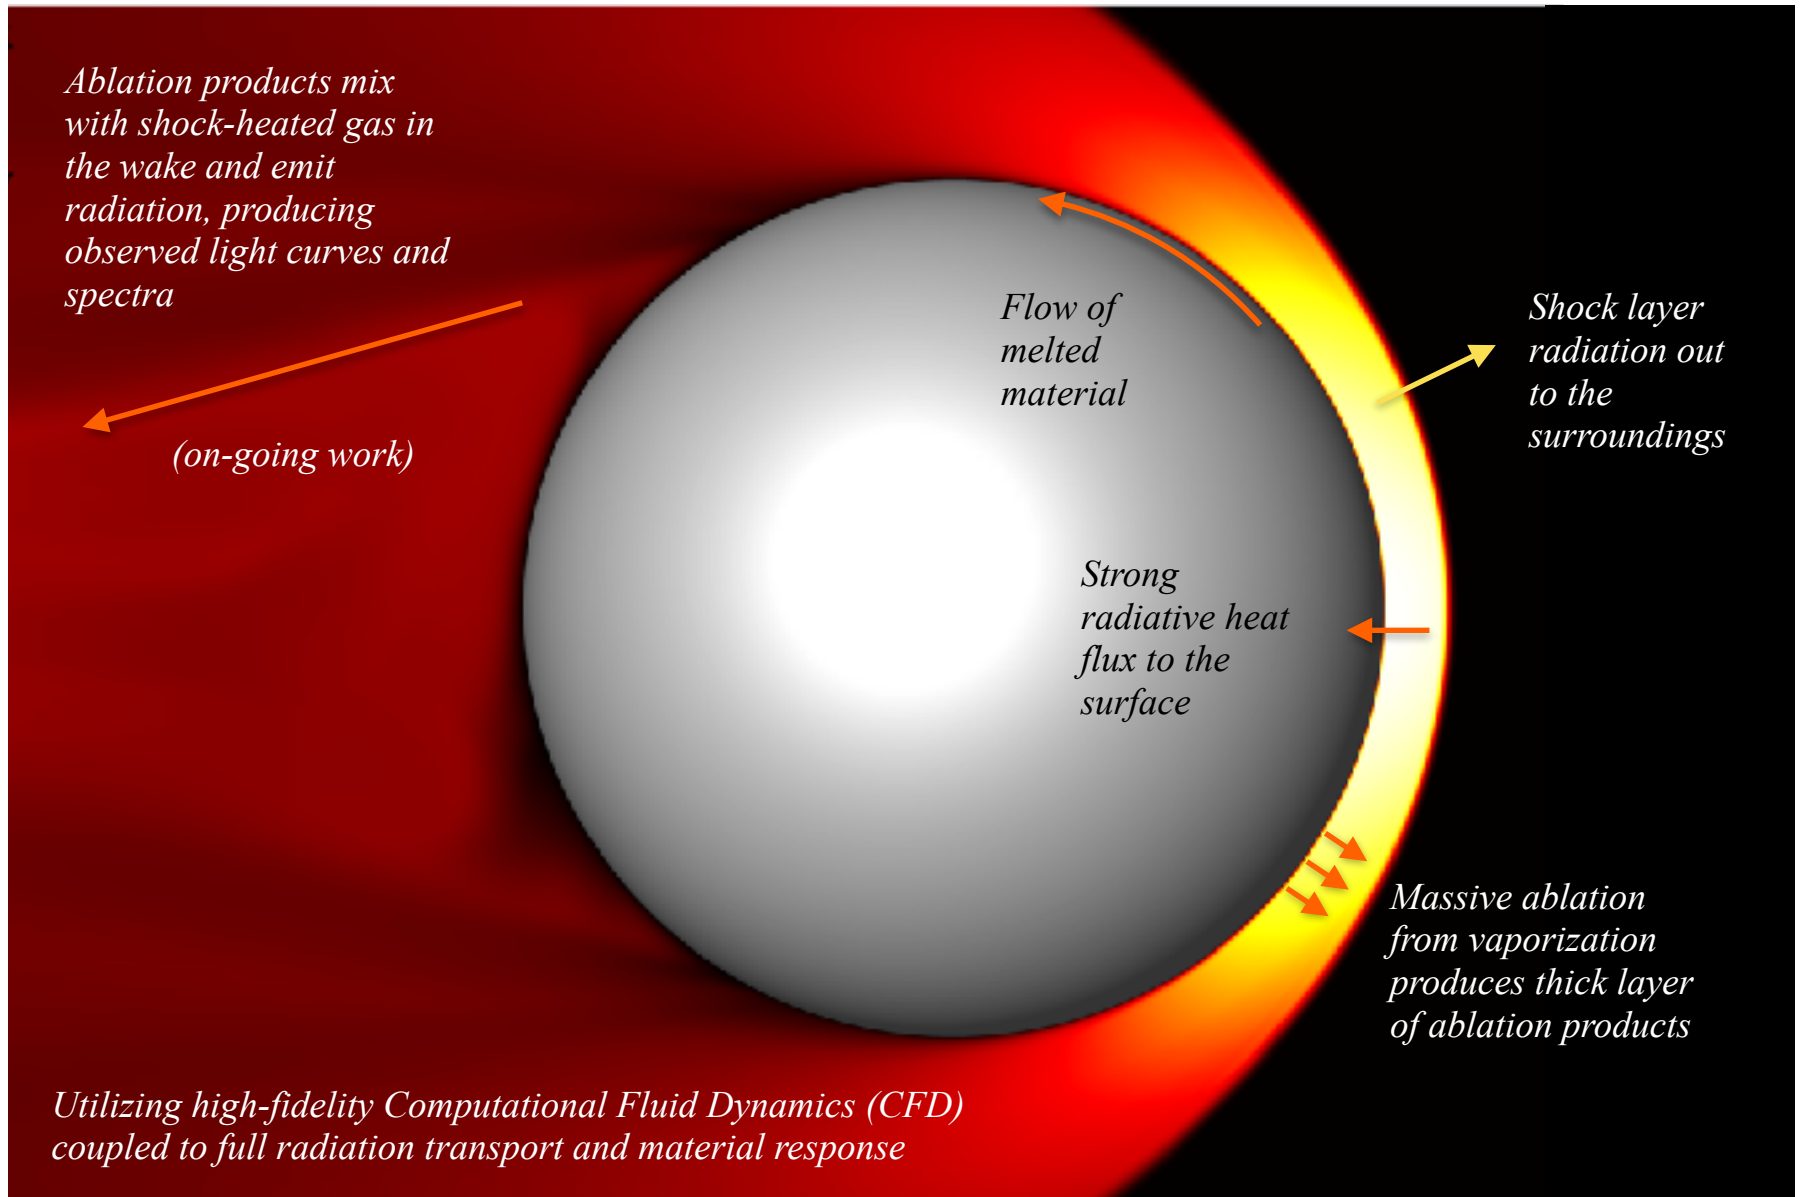 Ablation products mix
with shock-heated gas in
the wake and emit
radiation, producing
observed light curves and
spectra
(on-going work)
Flow of
melted
material
Shock layer
radiation out
to the
surroundings
Strong
radiative heat
flux to the
surface
Massive ablation
from vaporization
produces thick layer
of ablation products
Utilizing high-fidelity Computational Fluid Dynamics (CFD)
coupled to full radiation transport and material response